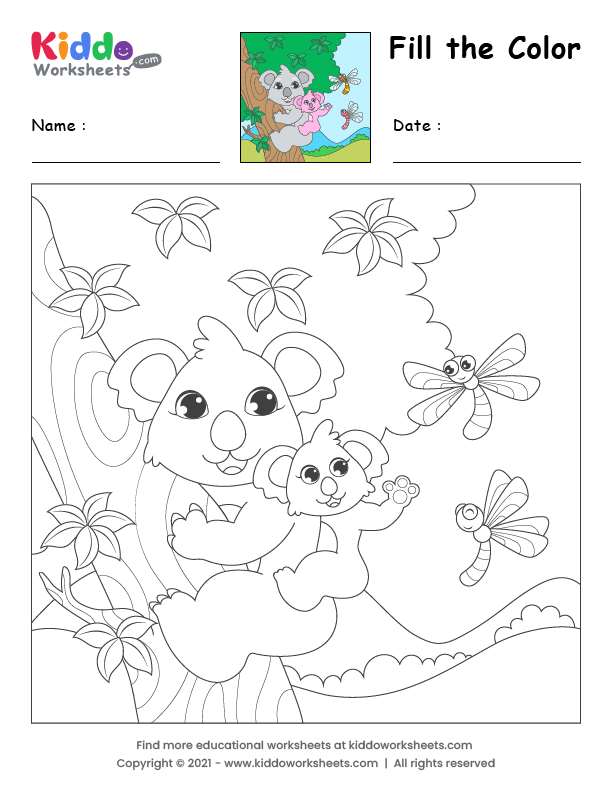 Kiddo
Worksheets.com
Fill the Color
Name :
Date :
Find more educational worksheets at kiddoworksheets.com
Copyright © 2021 - www.kiddoworksheets.com | All rights reserved